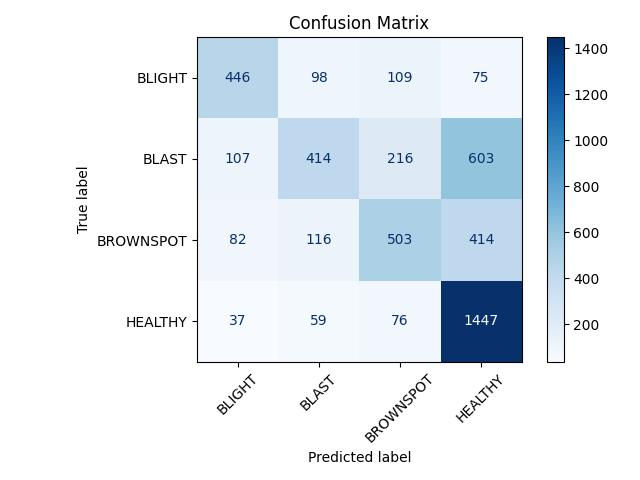 Confusion Matrix
True label
BLIGHT 446 98 109 75
BLAST 107 414 216 603
BROWNSPOT 82 116 503 414
HEALTHY 37 59 76 1447
BLIGHT BLAST BROWNSPOT HEALTHY
Predicted label
1400
1200
1000
800
600
400
200